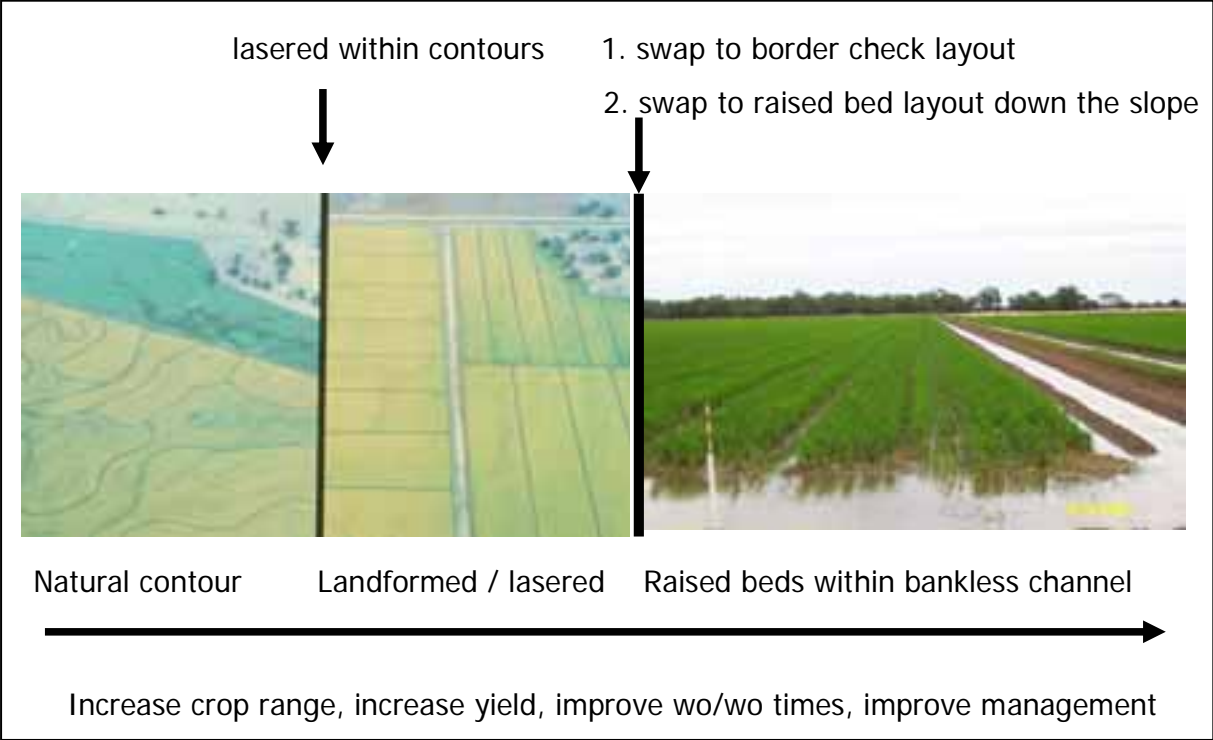 lasered within contours
1. swap to border check layout
2. swap to raised bed layout down the slope
Natural contour
Landformed / lasered
Raised beds within bankless channel
Increase crop range, increase yield, improve wo/wo times, improve management